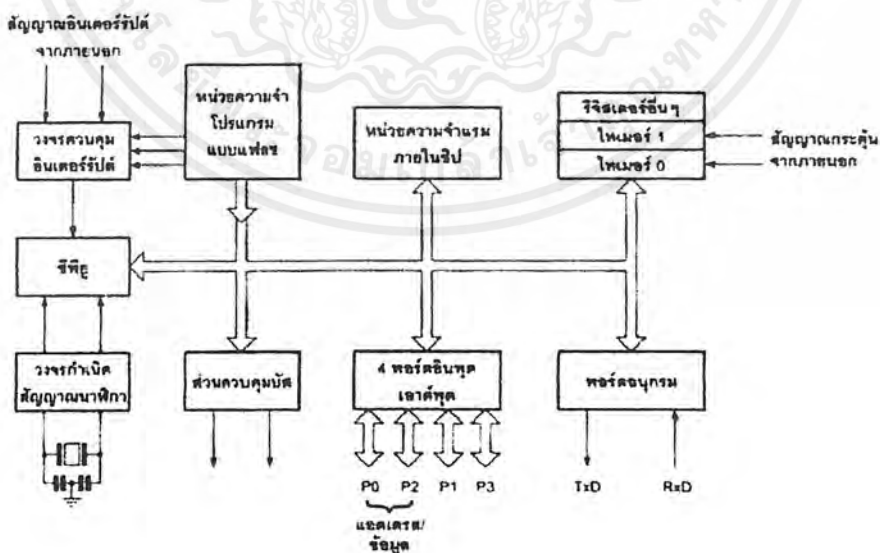 สัญญาณอินเตอร์รัปต์
จากภายนอก
วงจรควบคุม
อินเตอร์รัปต์
หน่วยความจำ
โปรแกรม
แบบแฟลช
หน่วยความจำแรม
ภายในชิป
รีจิสเตอร์อื่นๆ
ไทเมอร์ 1
ไทเมอร์ 0
สัญญาณกระตุ้น
จากภายนอก
ซีพียู
วงจรกำเนิด
สัญญาณนาฬิกา
ส่วนควบคุมบัส
4 พอร์ตอินพุต
เอาต์พุต
พอร์ตอนุกรม
P0 P2 P1 P3
TxD RxD
แอดเดรส/
ข้อมูล